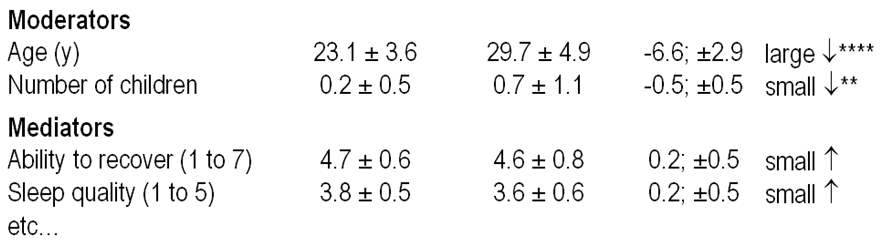 Moderators
Age (y) 23.1 ± 3.6 29.7 ± 4.9 -6.6; ±2.9 large ↓****
Number of children 0.2 ± 0.5 0.7 ± 1.1 -0.5; ±0.5 small ↓**
Mediators
Ability to recover (1 to 7) 4.7 ± 0.6 4.6 ± 0.8 0.2; ±0.5 small ↑
Sleep quality (1 to 5) 3.8 ± 0.5 3.6 ± 0.6 0.2; ±0.5 small ↑
etc…